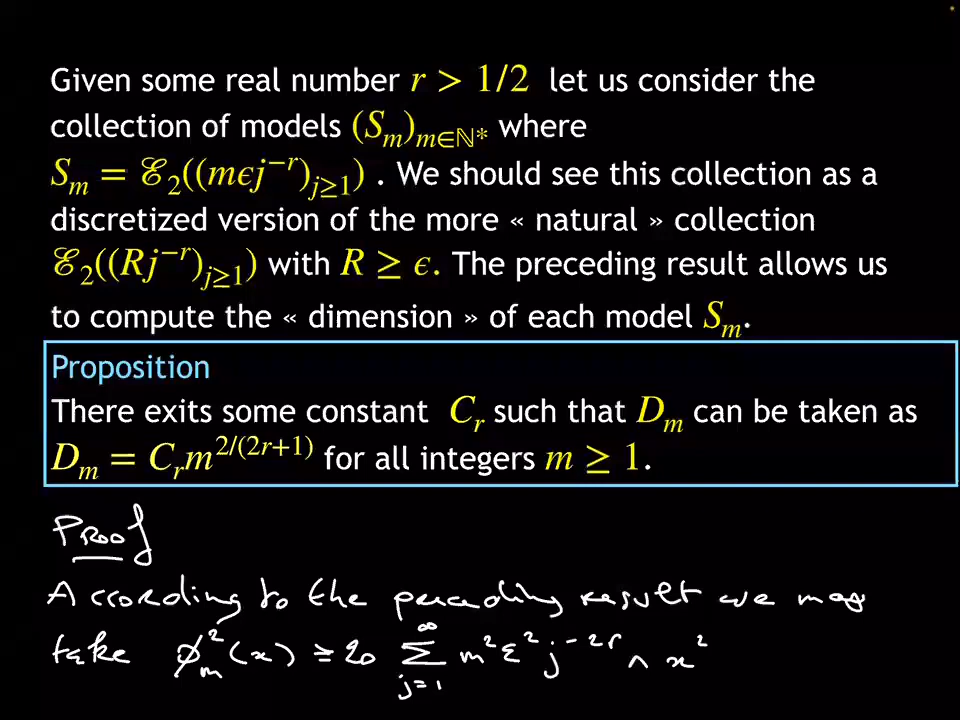 Given some real number r > 1/2 let us consider the
collection of models (S_m)_{m∈ℕ*} where
S_m = ℰ_2((mϵj^{−r})_{j≥1}) . We should see this collection as a
discretized version of the more « natural » collection
ℰ_2((Rj^{−r})_{j≥1}) with R ≥ ϵ. The preceding result allows us
to compute the « dimension » of each model S_m.
Proposition
There exits some constant C_r such that D_m can be taken as
D_m = C_r m^{2/(2r+1)} for all integers m ≥ 1.
Proof
According to the preceding result we may
take ϕ_m^2(x) = 20 ∑_{j=1}^∞ m^2 ε^2 j^{−2r} ∧ x^2